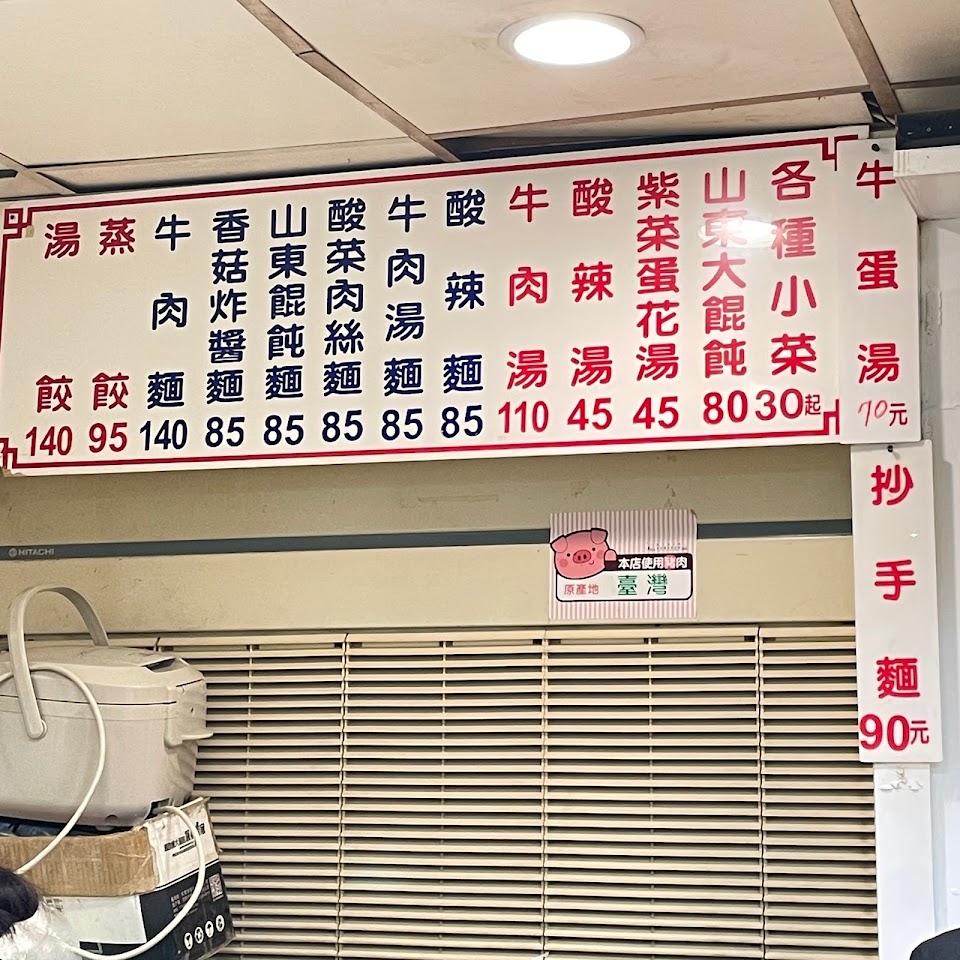 各種小菜 30起
山東大餛飩 80
紫菜蛋花湯 45
酸辣湯 45
牛肉湯 110
酸辣麵 85
牛肉湯麵 85
酸菜肉絲麵 85
山東餛飩麵 85
香菇炸醬麵 85
牛肉麵 140
蒸餃 95
湯餃 140
牛蛋湯 70元
抄手麵 90元
HITACHI
本店使用豬肉
原產地 臺灣